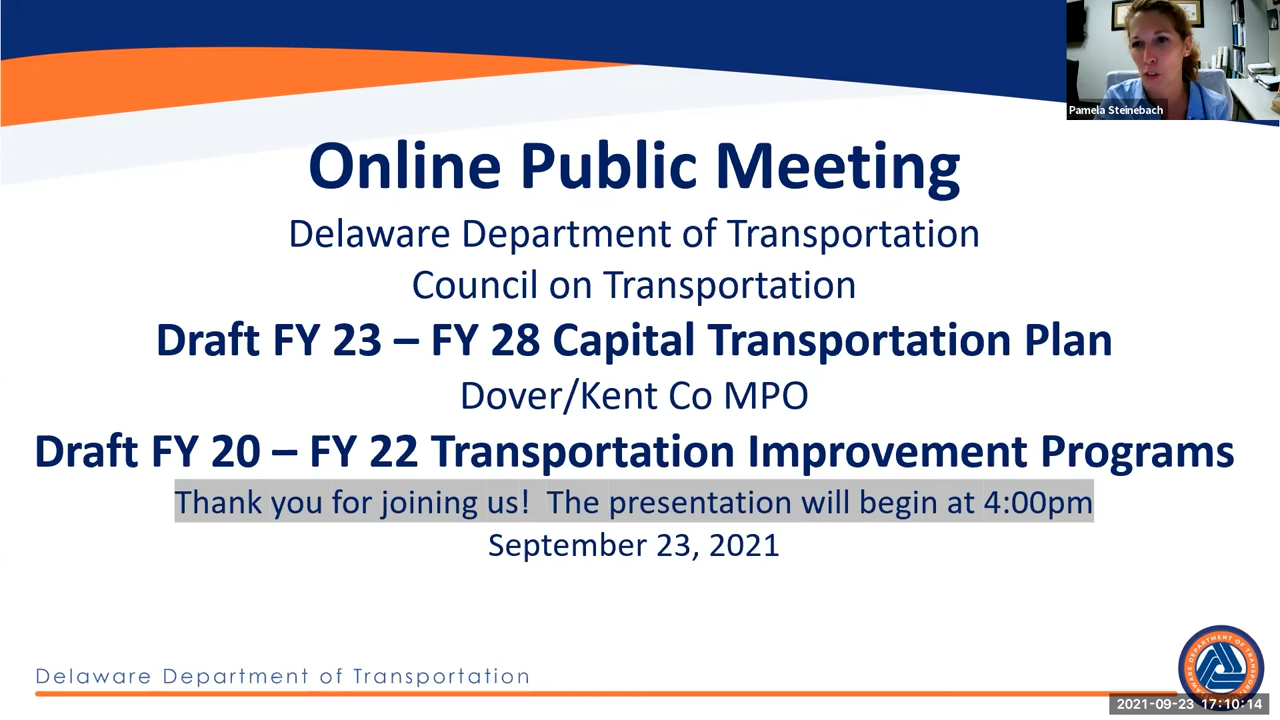 Pamela Steinebach
Online Public Meeting
Delaware Department of Transportation
Council on Transportation
Draft FY 23 – FY 28 Capital Transportation Plan
Dover/Kent Co MPO
Draft FY 20 – FY 22 Transportation Improvement Programs
Thank you for joining us!  The presentation will begin at 4:00pm
September 23, 2021
Delaware Department of Transportation
2021-09-23 17:10:14